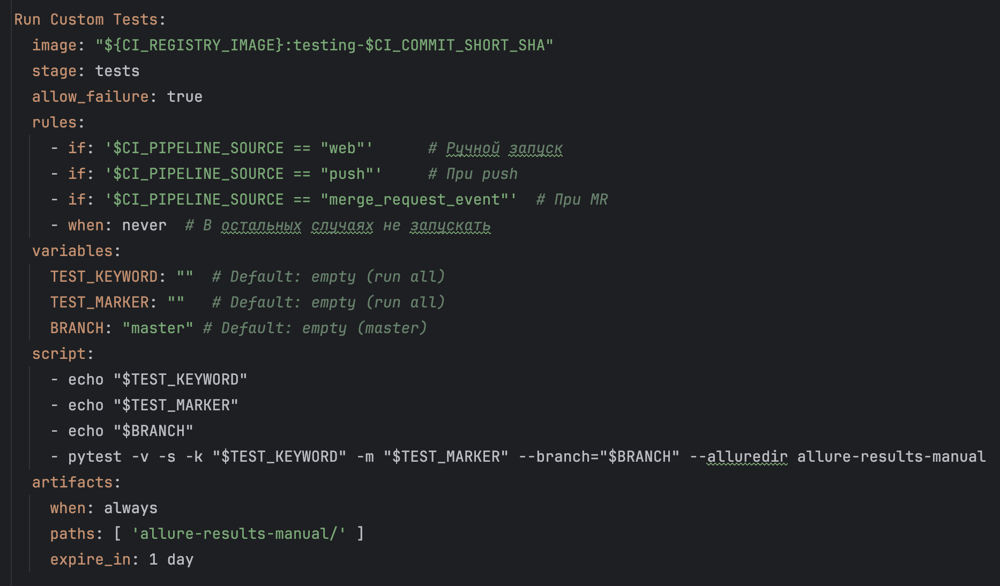 Run Custom Tests:
  image: "${CI_REGISTRY_IMAGE}:testing-$CI_COMMIT_SHORT_SHA"
  stage: tests
  allow_failure: true
  rules:
    - if: '$CI_PIPELINE_SOURCE == "web"'      # Ручной запуск
    - if: '$CI_PIPELINE_SOURCE == "push"'     # При push
    - if: '$CI_PIPELINE_SOURCE == "merge_request_event"'  # При MR
    - when: never  # В остальных случаях не запускать
  variables:
    TEST_KEYWORD: ""  # Default: empty (run all)
    TEST_MARKER: ""   # Default: empty (run all)
    BRANCH: "master" # Default: empty (master)
  script:
    - echo "$TEST_KEYWORD"
    - echo "$TEST_MARKER"
    - echo "$BRANCH"
    - pytest -v -s -k "$TEST_KEYWORD" -m "$TEST_MARKER" --branch="$BRANCH" --alluredir allure-results-manual
  artifacts:
    when: always
    paths: [ 'allure-results-manual/' ]
    expire_in: 1 day